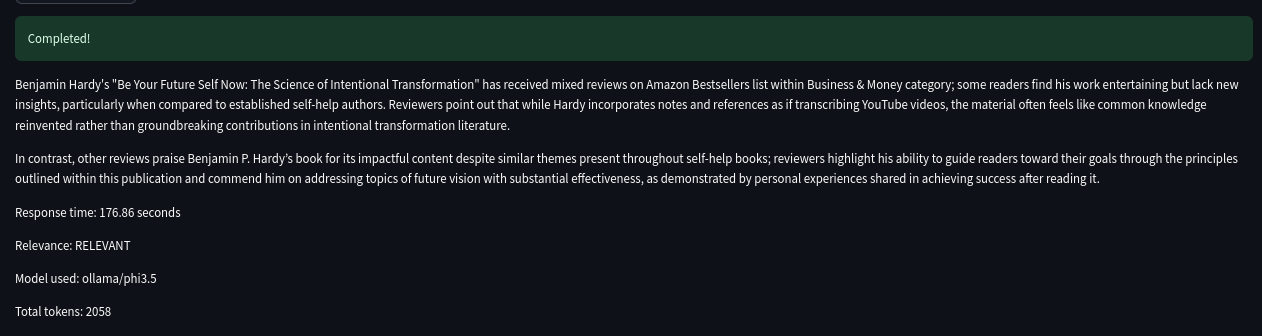 Completed!
Benjamin Hardy's "Be Your Future Self Now: The Science of Intentional Transformation" has received mixed reviews on Amazon Bestsellers list within Business & Money category; some readers find his work entertaining but lack new
insights, particularly when compared to established self-help authors. Reviewers point out that while Hardy incorporates notes and references as if transcribing YouTube videos, the material often feels like common knowledge
reinvented rather than groundbreaking contributions in intentional transformation literature.
In contrast, other reviews praise Benjamin P. Hardy’s book for its impactful content despite similar themes present throughout self-help books; reviewers highlight his ability to guide readers toward their goals through the principles
outlined within this publication and commend him on addressing topics of future vision with substantial effectiveness, as demonstrated by personal experiences shared in achieving success after reading it.
Response time: 176.86 seconds
Relevance: RELEVANT
Model used: ollama/phi3.5
Total tokens: 2058